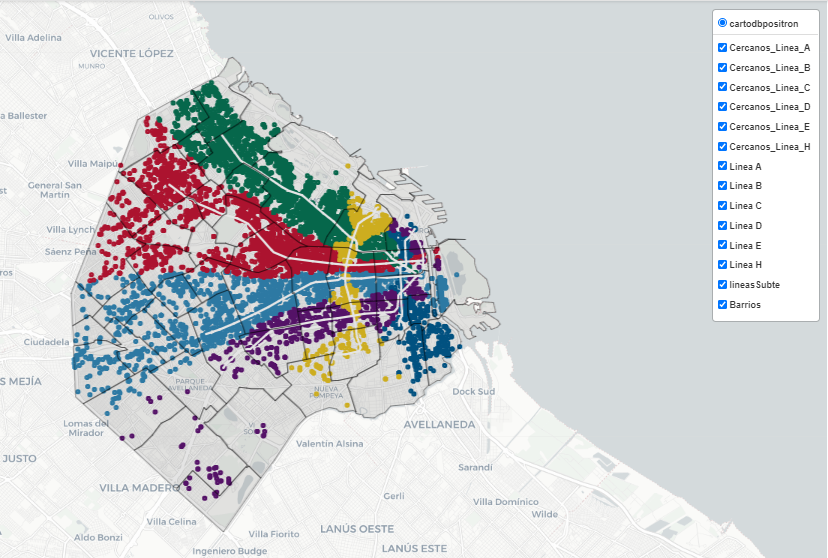 OLIVOS
Villa Adelina
VICENTE LÓPEZ
MUNRO
a Ballester
Villa Maipú
General San
Martín
Villa Lynch
Sáenz Peña
Ciudadela
S MEJÍA
PARQUE
AVELLANEDA
NUEVA
POMPEYA
Lomas del
Mirador
Dock Sud
AVELLANEDA
Valentín Alsina
JUSTO
Sarandí
VILLA MADERO
Gerli
Villa Domínico
Wilde
Villa Celina
Aldo Bonzi
Villa Fiorito
LANÚS OESTE
Ingeniero Budge
LANÚS ESTE
cartodbpositron
Cercanos_Linea_A
Cercanos_Linea_B
Cercanos_Linea_C
Cercanos_Linea_D
Cercanos_Linea_E
Cercanos_Linea_H
Linea A
Linea B
Linea C
Linea D
Linea E
Linea H
lineasSubte
Barrios